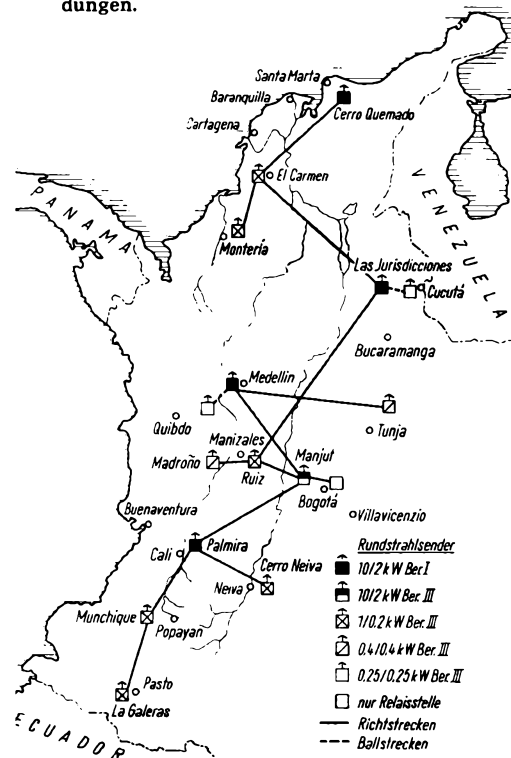 dungen.
Santa Marta
Baranquilla
Cerro Quemado
Cartagena
El Carmen
PANAMA
VENEZUELA
Montería
Las Jurisdicciones
Cúcutá
Bucaramanga
Medellin
Quibdo
Tunja
Manizales
Manjut
Madroño
Ruiz
Bogotá
Buenaventura
Villavicenzio
Palmira
Cali
Cerro Neiva
Neiva
Munchique
Popayan
Pasto
La Galeras
ECUADOR
Rundstrahlsender
10/2 kW Ber. I
10/2 kW Ber. III
1/0.2 kW Ber. III
0.4/0.4 kW Ber. III
0.25/0.25 kW Ber. III
nur Relaisstelle
Richtstrecken
Ballstrecken